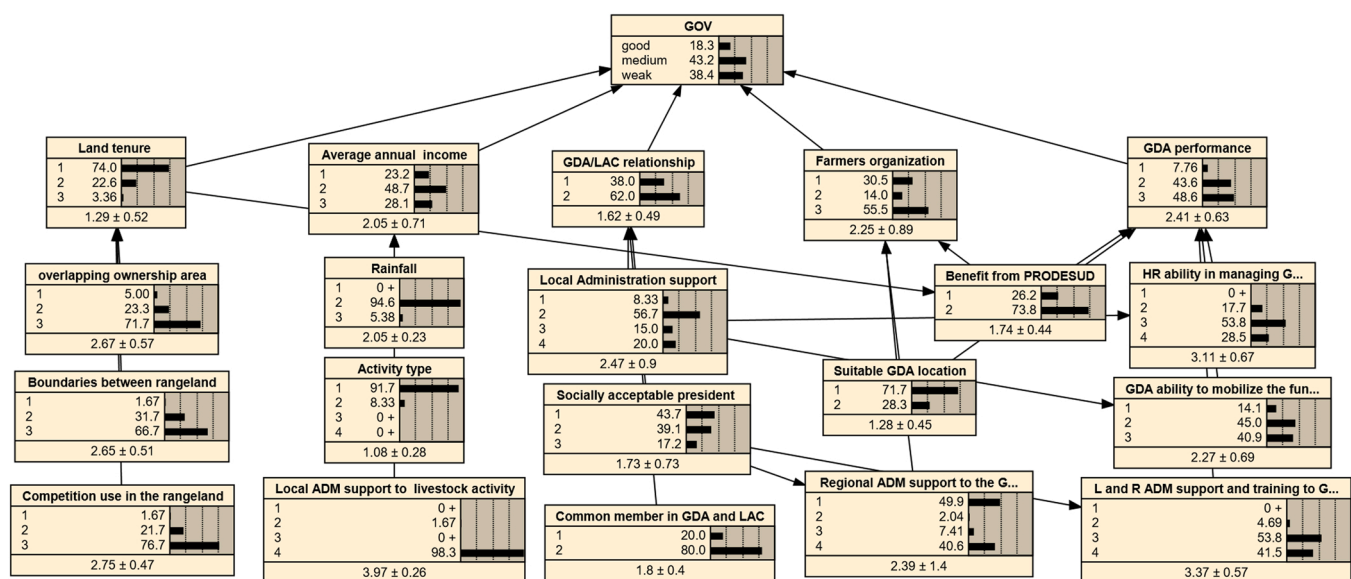 GOV
good 18.3
medium 43.2
weak 38.4
Land tenure
1 74.0
2 22.6
3 3.36
1.29 ± 0.52
Average annual income
1 23.2
2 48.7
3 28.1
2.05 ± 0.71
GDA/LAC relationship
1 38.0
2 62.0
1.62 ± 0.49
Farmers organization
1 30.5
2 14.0
3 55.5
2.25 ± 0.89
GDA performance
1 7.76
2 43.6
3 48.6
2.41 ± 0.63
overlapping ownership area
1 5.00
2 23.3
3 71.7
2.67 ± 0.57
Rainfall
1 0 +
2 94.6
3 5.38
2.05 ± 0.23
Local Administration support
1 8.33
2 56.7
3 15.0
4 20.0
2.47 ± 0.9
Benefit from PRODESUD
1 26.2
2 73.8
1.74 ± 0.44
HR ability in managing G...
1 0 +
2 17.7
3 53.8
4 28.5
3.11 ± 0.67
Boundaries between rangeland
1 1.67
2 31.7
3 66.7
2.65 ± 0.51
Activity type
1 91.7
2 8.33
3 0 +
4 0 +
1.08 ± 0.28
Socially acceptable president
1 43.7
2 39.1
3 17.2
1.73 ± 0.73
Suitable GDA location
1 71.7
2 28.3
1.28 ± 0.45
GDA ability to mobilize the fun...
1 14.1
2 45.0
3 40.9
2.27 ± 0.69
Competition use in the rangeland
1 1.67
2 21.7
3 76.7
2.75 ± 0.47
Local ADM support to livestock activity
1 0 +
2 1.67
3 0 +
4 98.3
3.97 ± 0.26
Common member in GDA and LAC
1 20.0
2 80.0
1.8 ± 0.4
Regional ADM support to the G...
1 49.9
2 2.04
3 7.41
4 40.6
2.39 ± 1.4
L and R ADM support and training to G...
1 0 +
2 4.69
3 53.8
4 41.5
3.37 ± 0.57